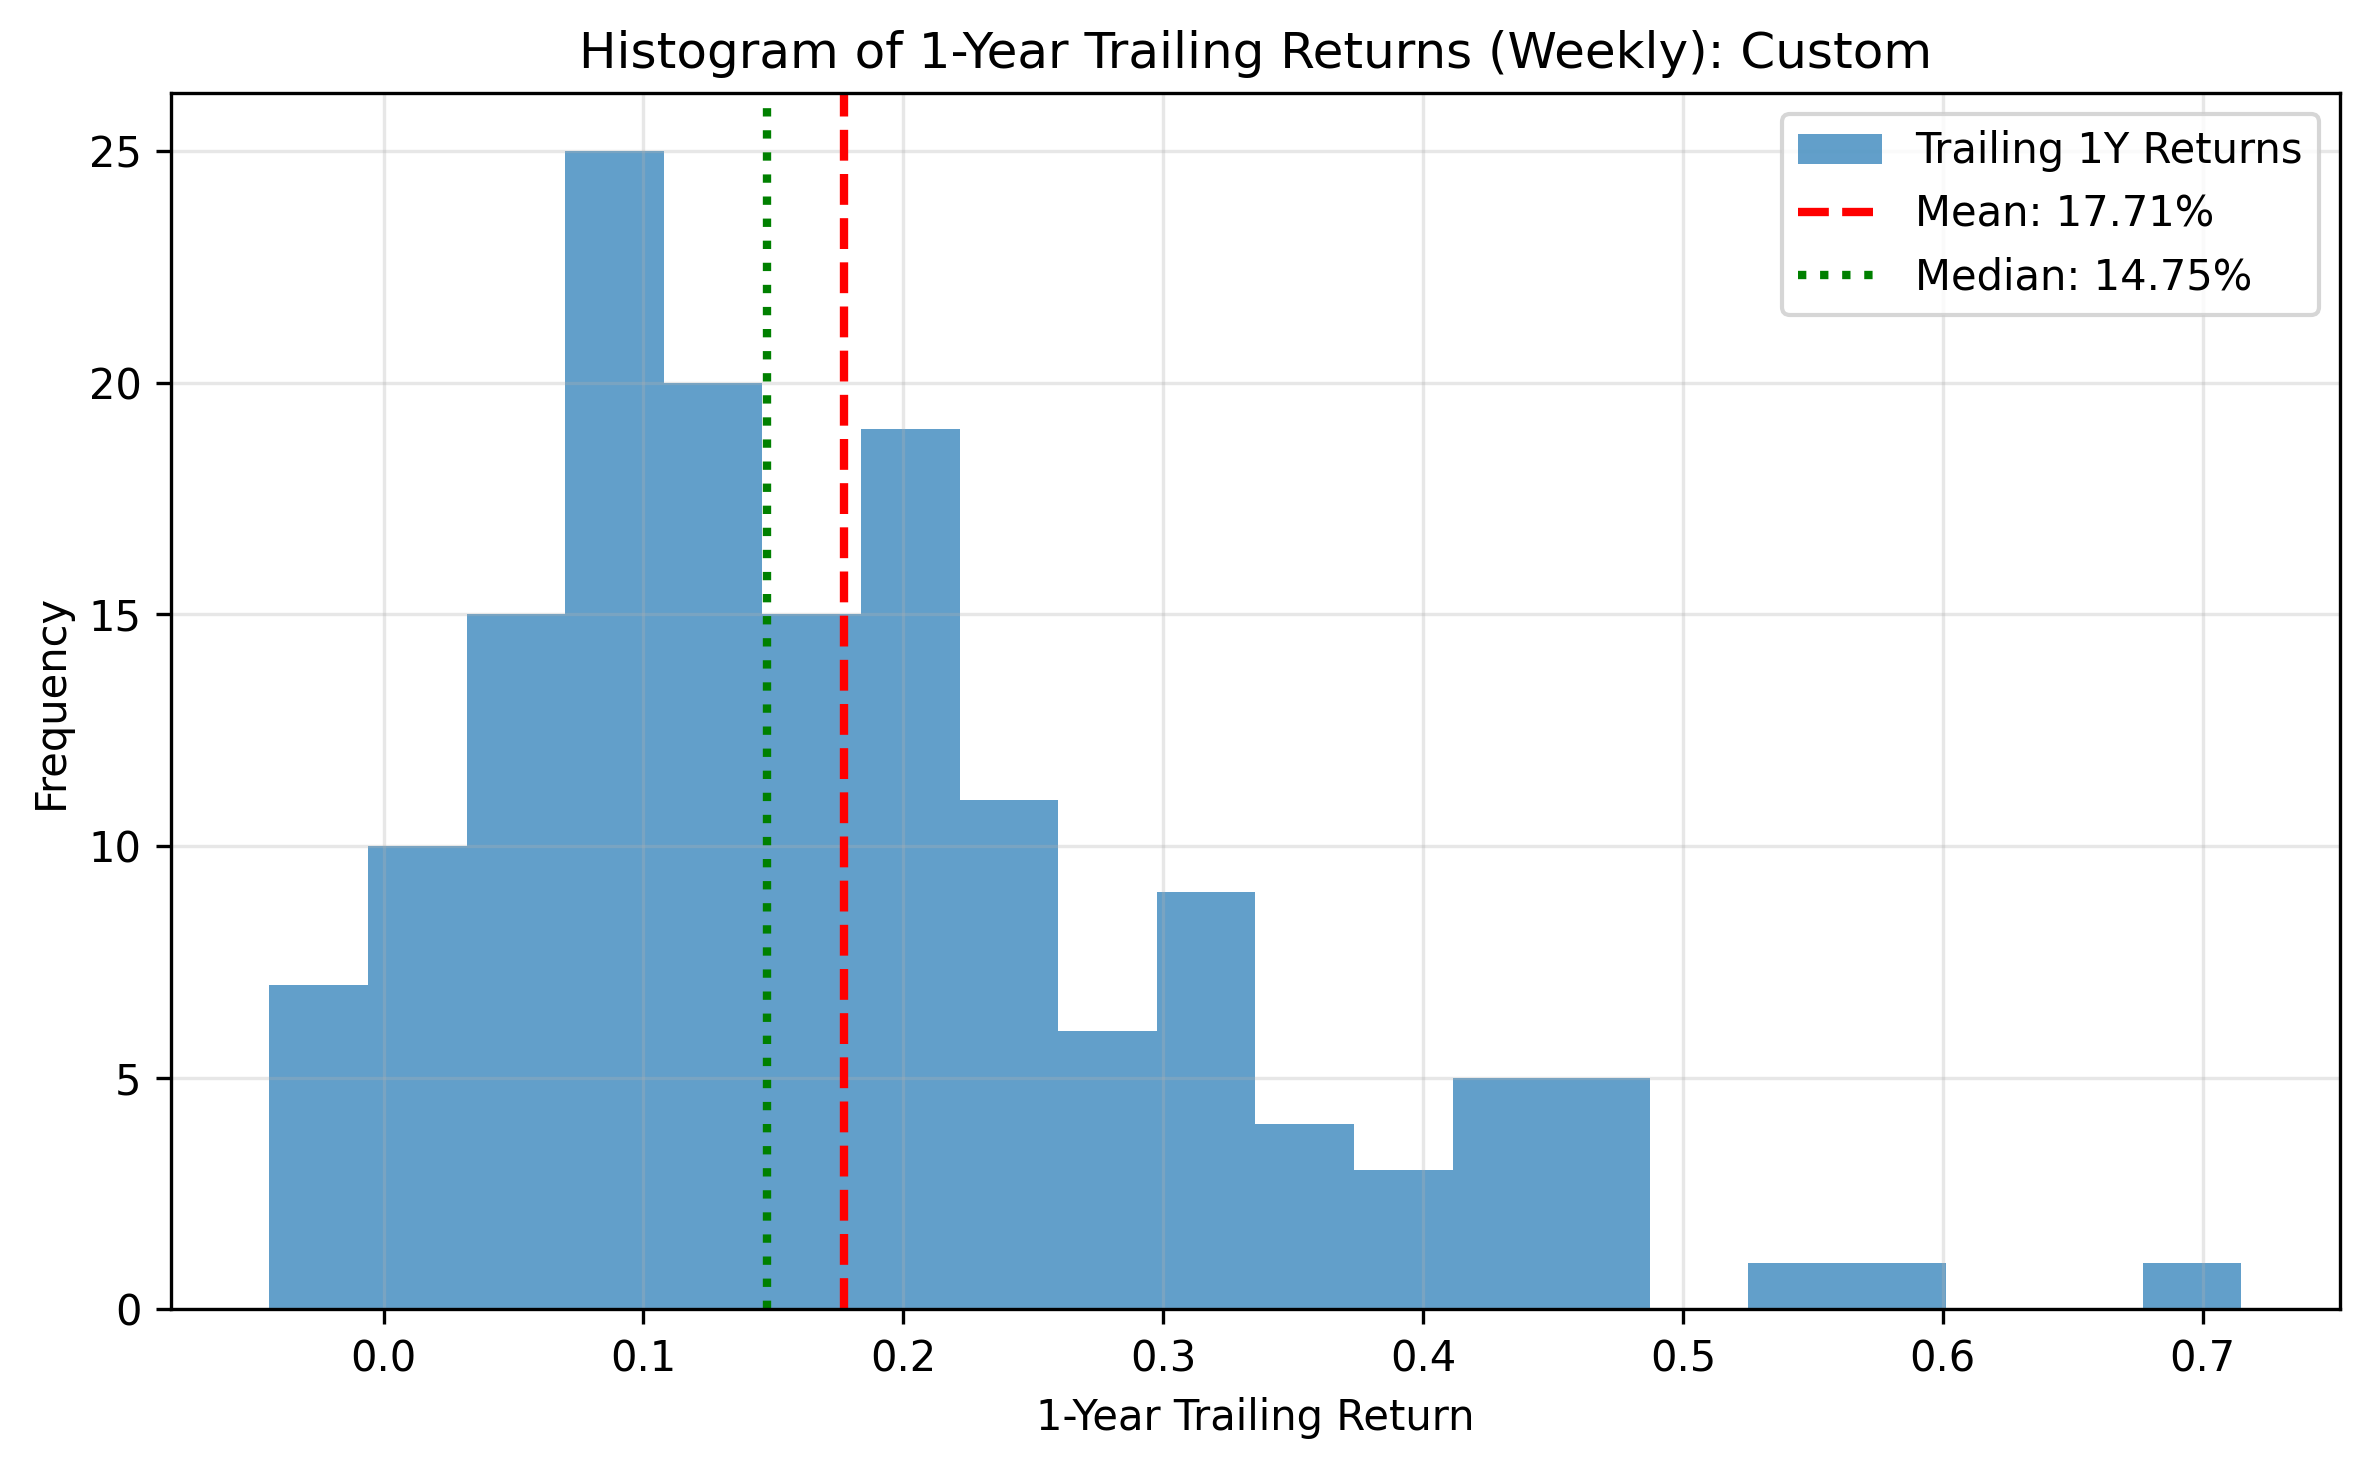 Histogram of 1-Year Trailing Returns (Weekly): Custom
Trailing 1Y Returns
Mean: 17.71%
Median: 14.75%
Frequency
25
20
15
10
5
0
0.0 0.1 0.2 0.3 0.4 0.5 0.6 0.7
1-Year Trailing Return